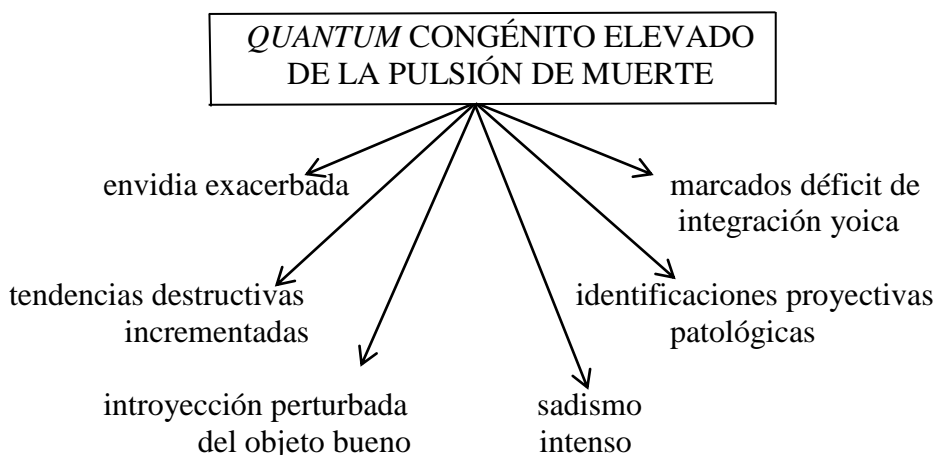 QUANTUM CONGÉNITO ELEVADO
DE LA PULSIÓN DE MUERTE
envidia exacerbada
marcados déficit de
integración yoica
tendencias destructivas
incrementadas
identificaciones proyectivas
patológicas
introyección perturbada
del objeto bueno
sadismo
intenso